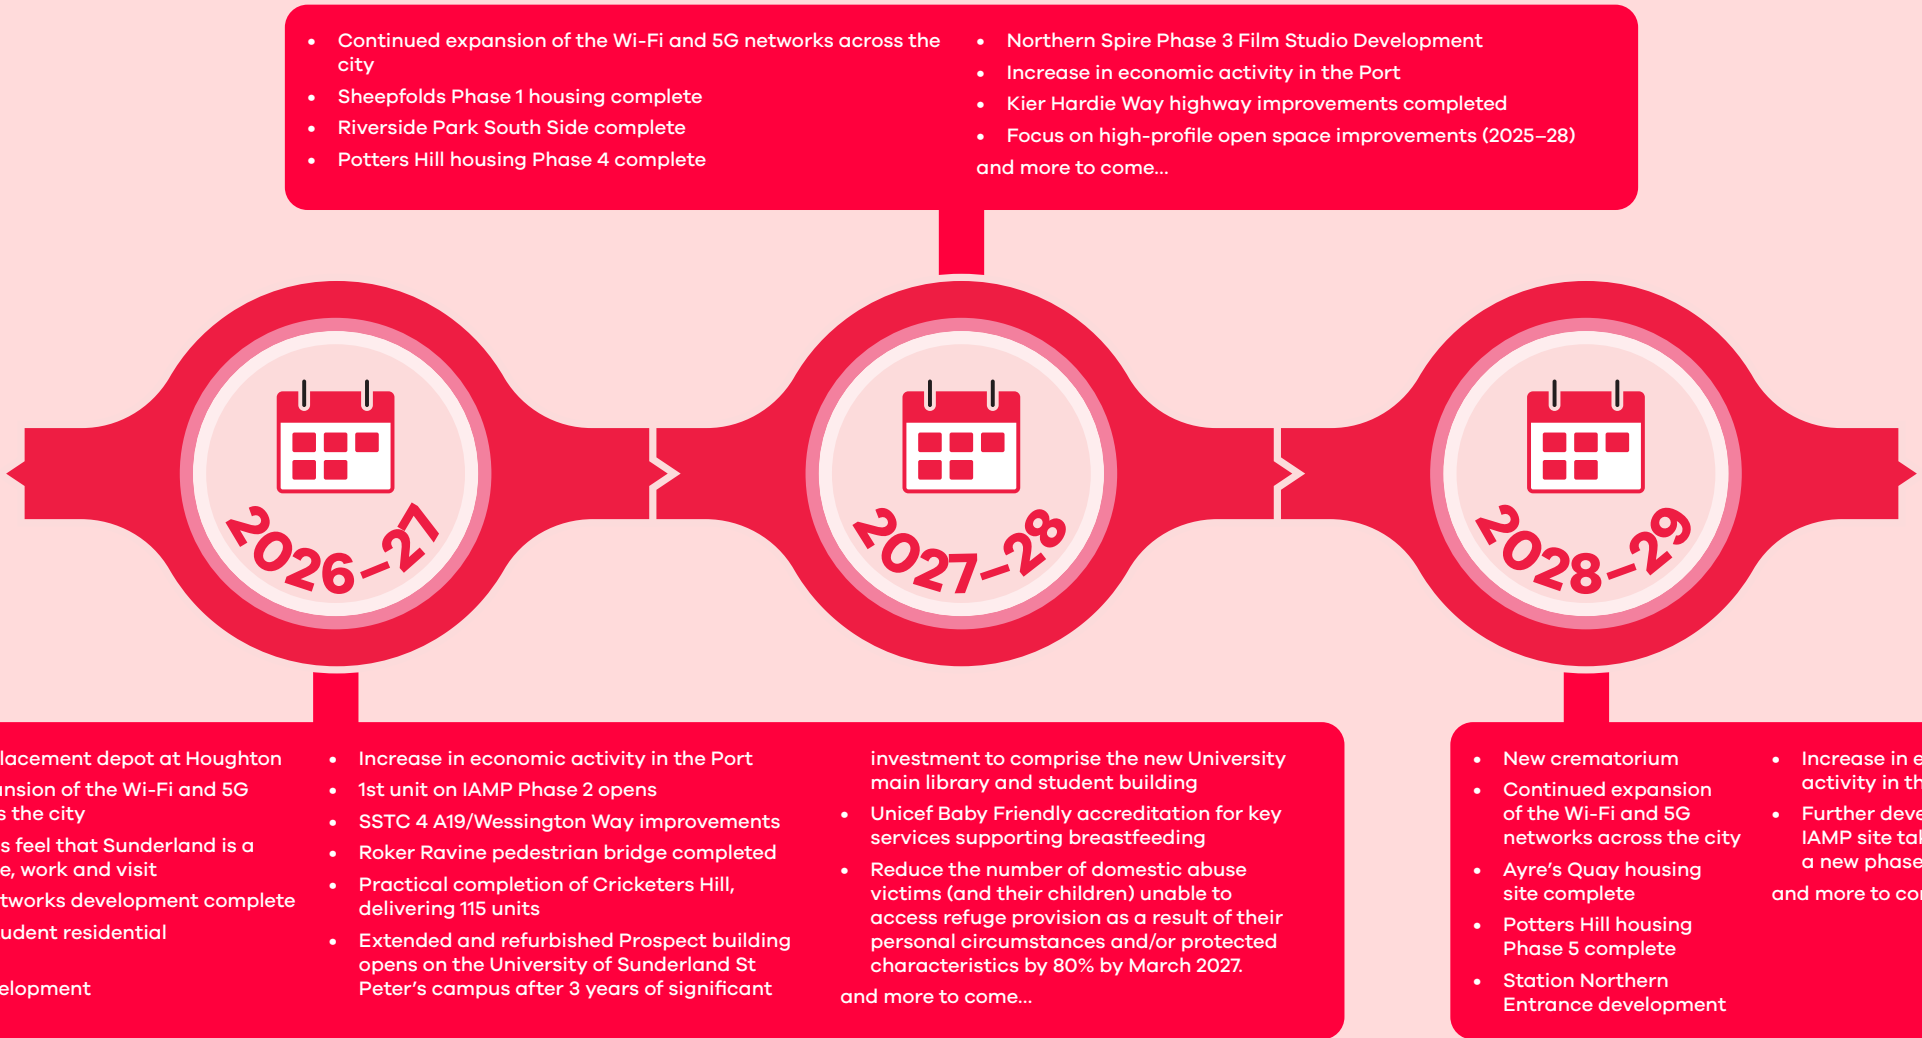 • Continued expansion of the Wi-Fi and 5G networks across the
city
• Sheepfolds Phase 1 housing complete
• Riverside Park South Side complete
• Potters Hill housing Phase 4 complete
• Northern Spire Phase 3 Film Studio Development
• Increase in economic activity in the Port
• Kier Hardie Way highway improvements completed
• Focus on high-profile open space improvements (2025–28)
and more to come...
2026–27
2027–28
2028–29
depot at Houghton
of the Wi-Fi and 5G
the city
feel that Sunderland is a
work and visit
development complete
residential
• Increase in economic activity in the Port
• 1st unit on IAMP Phase 2 opens
• SSTC 4 A19/Wessington Way improvements
• Roker Ravine pedestrian bridge completed
• Practical completion of Cricketers Hill,
delivering 115 units
• Extended and refurbished Prospect building
opens on the University of Sunderland St
Peter's campus after 3 years of significant
investment to comprise the new University
main library and student building
• Unicef Baby Friendly accreditation for key
services supporting breastfeeding
• Reduce the number of domestic abuse
victims (and their children) unable to
access refuge provision as a result of their
personal circumstances and/or protected
characteristics by 80% by March 2027.
and more to come...
• New crematorium
• Continued expansion
of the Wi-Fi and 5G
networks across the city
• Ayre's Quay housing
site complete
• Potters Hill housing
Phase 5 complete
• Station Northern
Entrance development
• Increase in
activity in
• Further
IAMP site
a new phase
and more to